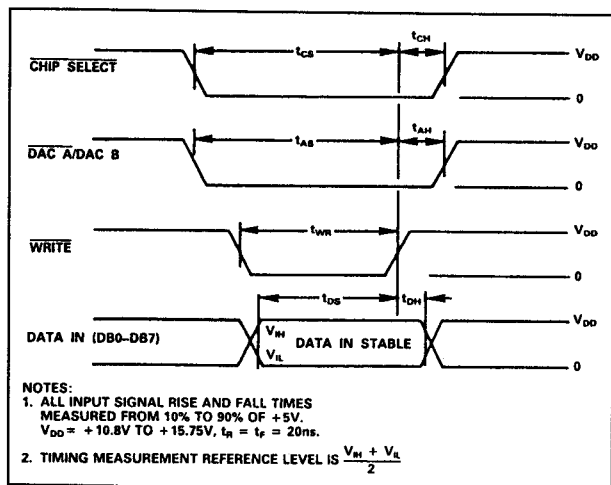 t_CS t_CH V_DD
CHIP SELECT
0
t_AS t_AH V_DD
DAC A/DAC B
0
t_WR V_DD
WRITE
0
t_DS t_DH
V_IH V_DD
DATA IN (DB0–DB7) DATA IN STABLE
V_IL 0
NOTES:
1. ALL INPUT SIGNAL RISE AND FALL TIMES
MEASURED FROM 10% TO 90% OF +5V.
V_DD = +10.8V TO +15.75V, t_R = t_F = 20ns.
2. TIMING MEASUREMENT REFERENCE LEVEL IS (V_IH + V_IL)/2